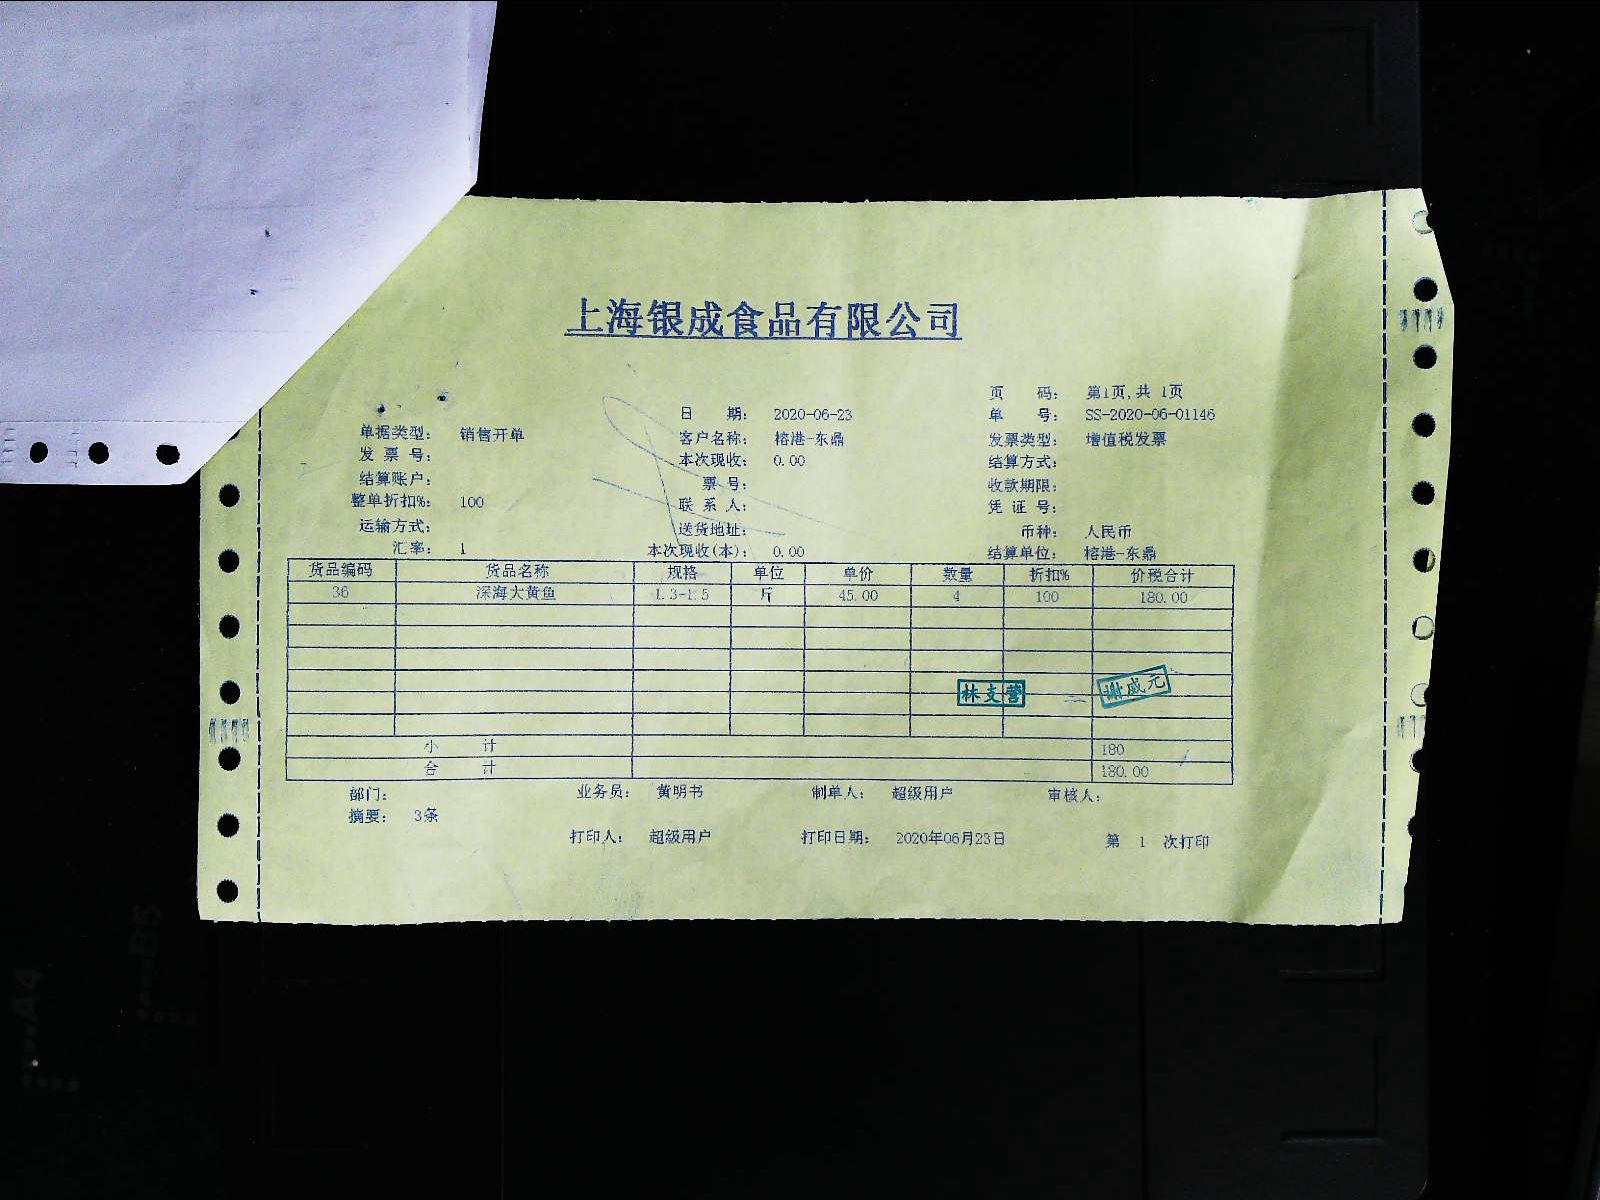 上海银成食品有限公司
页 码： 第1页,共 1页
日 期： 2020-06-23 单 号： SS-2020-06-01146
单据类型： 销售开单 客户名称： 榕港-东鼎 发票类型： 增值税发票
发 票 号： 本次现收： 0.00 结算方式：
结算账户： 票号： 收款期限：
整单折扣%： 100 联 系 人： 凭 证 号：
运输方式： 送货地址： 币种： 人民币
汇率： 1 本次现收(本)： 0.00 结算单位： 榕港-东鼎
货品编码 货品名称 规格 单位 单价 数量 折扣% 价税合计
36 深海大黄鱼 1.3-1.5 斤 45.00 4 100 180.00
林支营 谢威元
小 计 180
合 计 180.00
部门： 业务员： 黄明书 制单人： 超级用户 审核人：
摘要： 3条
打印人： 超级用户 打印日期： 2020年06月23日 第 1 次打印
A4
B5